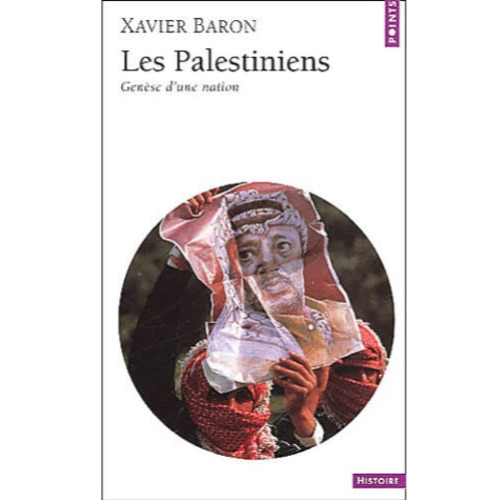 XAVIER BARON
Les Palestiniens
Genèse d'une nation
POINTS
HISTOIRE